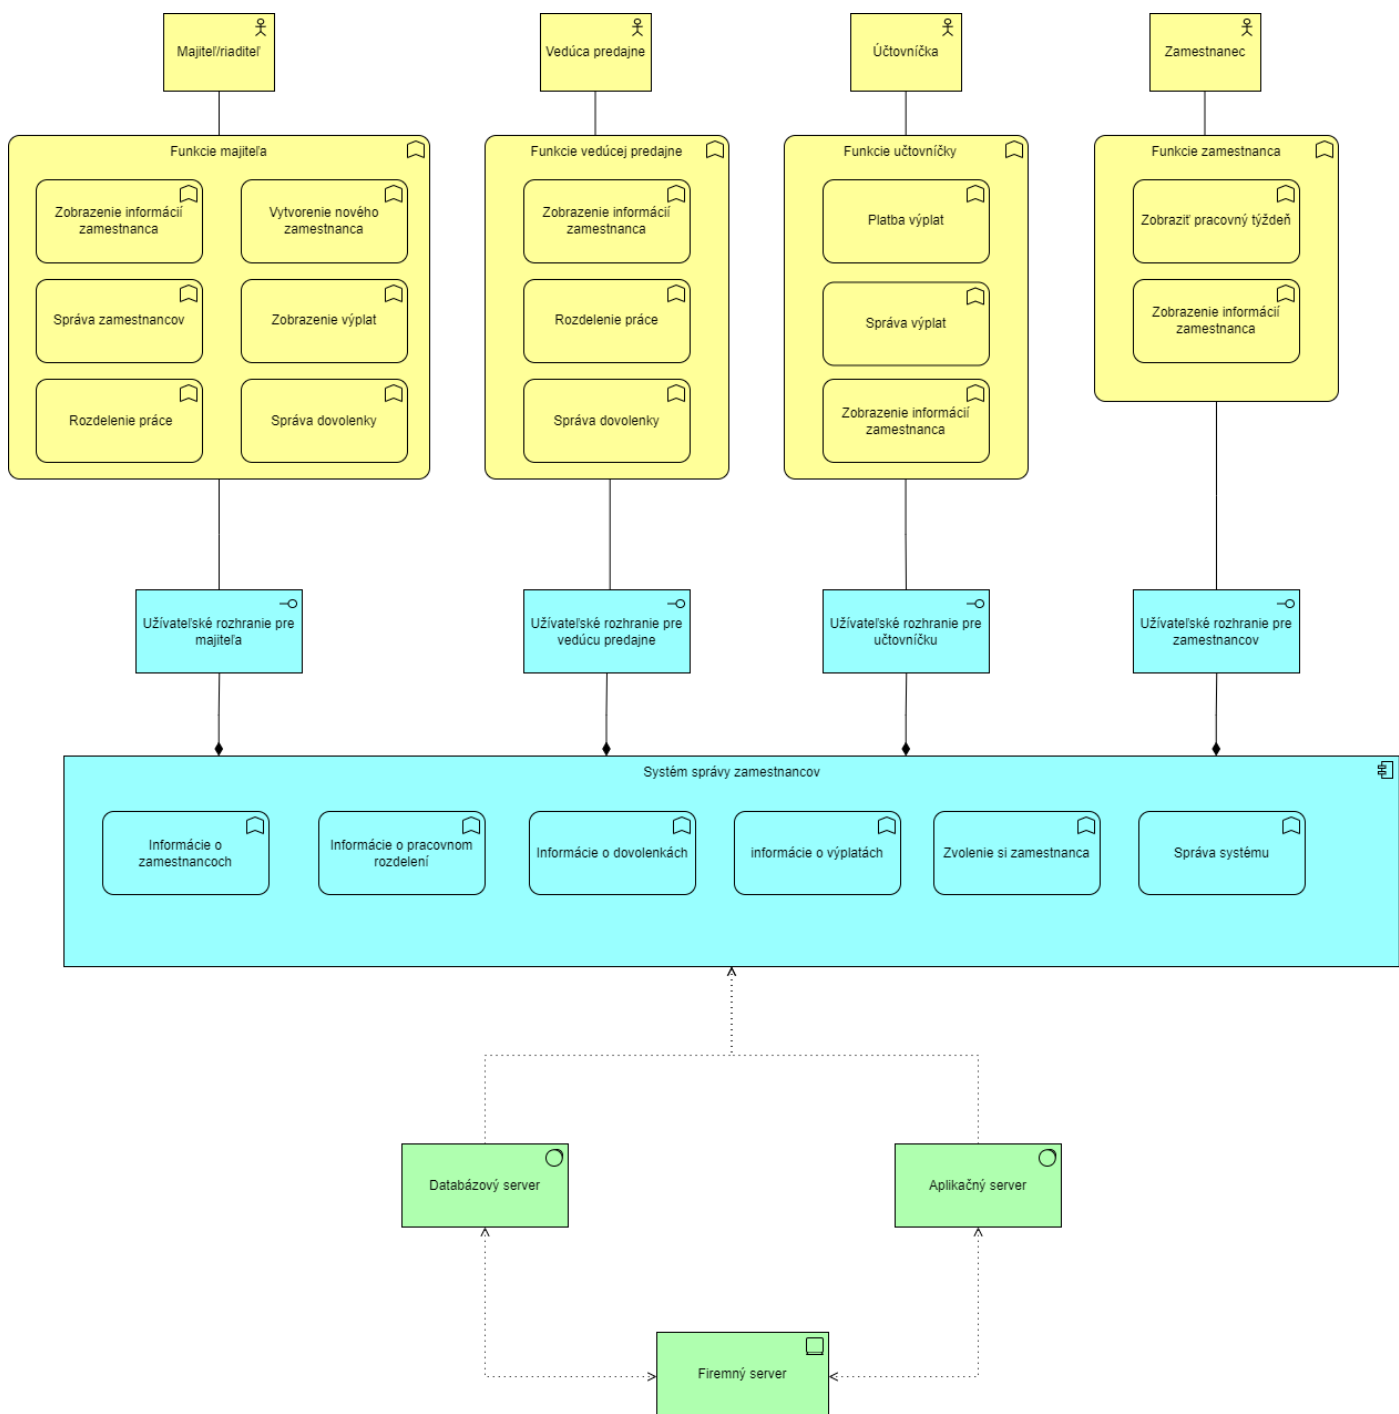 Majiteľ/riaditeľ
Vedúca predajne
Účtovníčka
Zamestnanec
Funkcie majiteľa
Zobrazenie informácií
zamestnanca
Vytvorenie nového
zamestnanca
Správa zamestnancov
Zobrazenie výplat
Rozdelenie práce
Správa dovolenky
Funkcie vedúcej predajne
Zobrazenie informácií
zamestnanca
Rozdelenie práce
Správa dovolenky
Funkcie učtovníčky
Platba výplat
Správa výplat
Zobrazenie informácií
zamestnanca
Funkcie zamestnanca
Zobraziť pracovný týždeň
Zobrazenie informácií
zamestnanca
Užívateľské rozhranie pre
majiteľa
Užívateľské rozhranie pre
vedúcu predajne
Užívateľské rozhranie pre
učtovníčku
Užívateľské rozhranie pre
zamestnancov
Systém správy zamestnancov
Informácie o
zamestnancoch
Informácie o pracovnom
rozdelení
Informácie o dovolenkách
informácie o výplatách
Zvolenie si zamestnanca
Správa systému
Databázový server
Aplikačný server
Firemný server